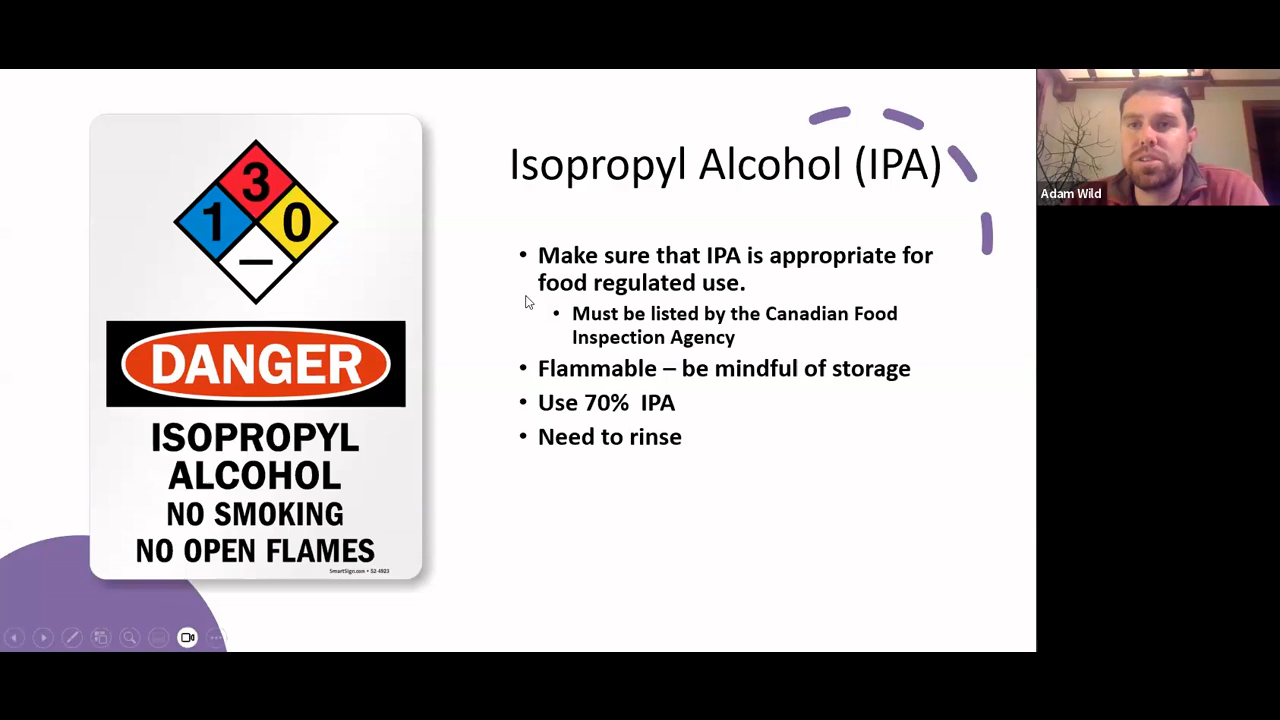 3
1
0
DANGER
ISOPROPYL
ALCOHOL
NO SMOKING
NO OPEN FLAMES
SmartSign.com • S2-4923
Isopropyl Alcohol (IPA)
• Make sure that IPA is appropriate for
food regulated use.
• Must be listed by the Canadian Food
Inspection Agency
• Flammable – be mindful of storage
• Use 70% IPA
• Need to rinse
Adam Wild